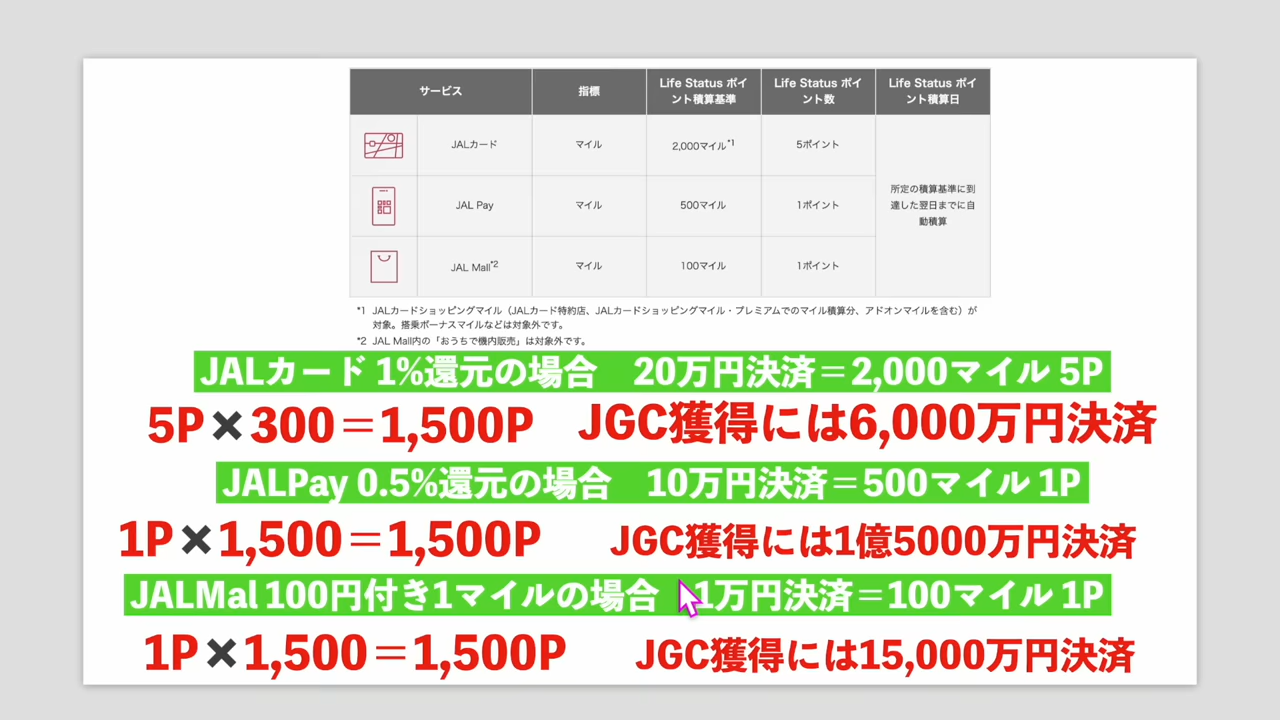 サービス 指標 Life Status ポイント積算基準 Life Status ポイント数 Life Status ポイント積算日
JALカード マイル 2,000マイル*1 5ポイント
JAL Pay マイル 500マイル 1ポイント
所定の積算基準に到達した翌日までに自動積算
JAL Mall*2 マイル 100マイル 1ポイント
*1 JALカードショッピングマイル（JALカード特約店、JALカードショッピングマイル・プレミアムでのマイル積算分、アドオンマイルを含む）が
対象。搭乗ボーナスマイルなどは対象外です。
*2 JAL Mall内の「おうちで機内販売」は対象外です。
JALカード 1%還元の場合 20万円決済＝2,000マイル 5P
5P✖300＝1,500P JGC獲得には6,000万円決済
JALPay 0.5%還元の場合 10万円決済＝500マイル 1P
1P✖1,500＝1,500P JGC獲得には1億5000万円決済
JALMal 100円付き1マイルの場合 1万円決済＝100マイル 1P
1P✖1,500＝1,500P JGC獲得には15,000万円決済